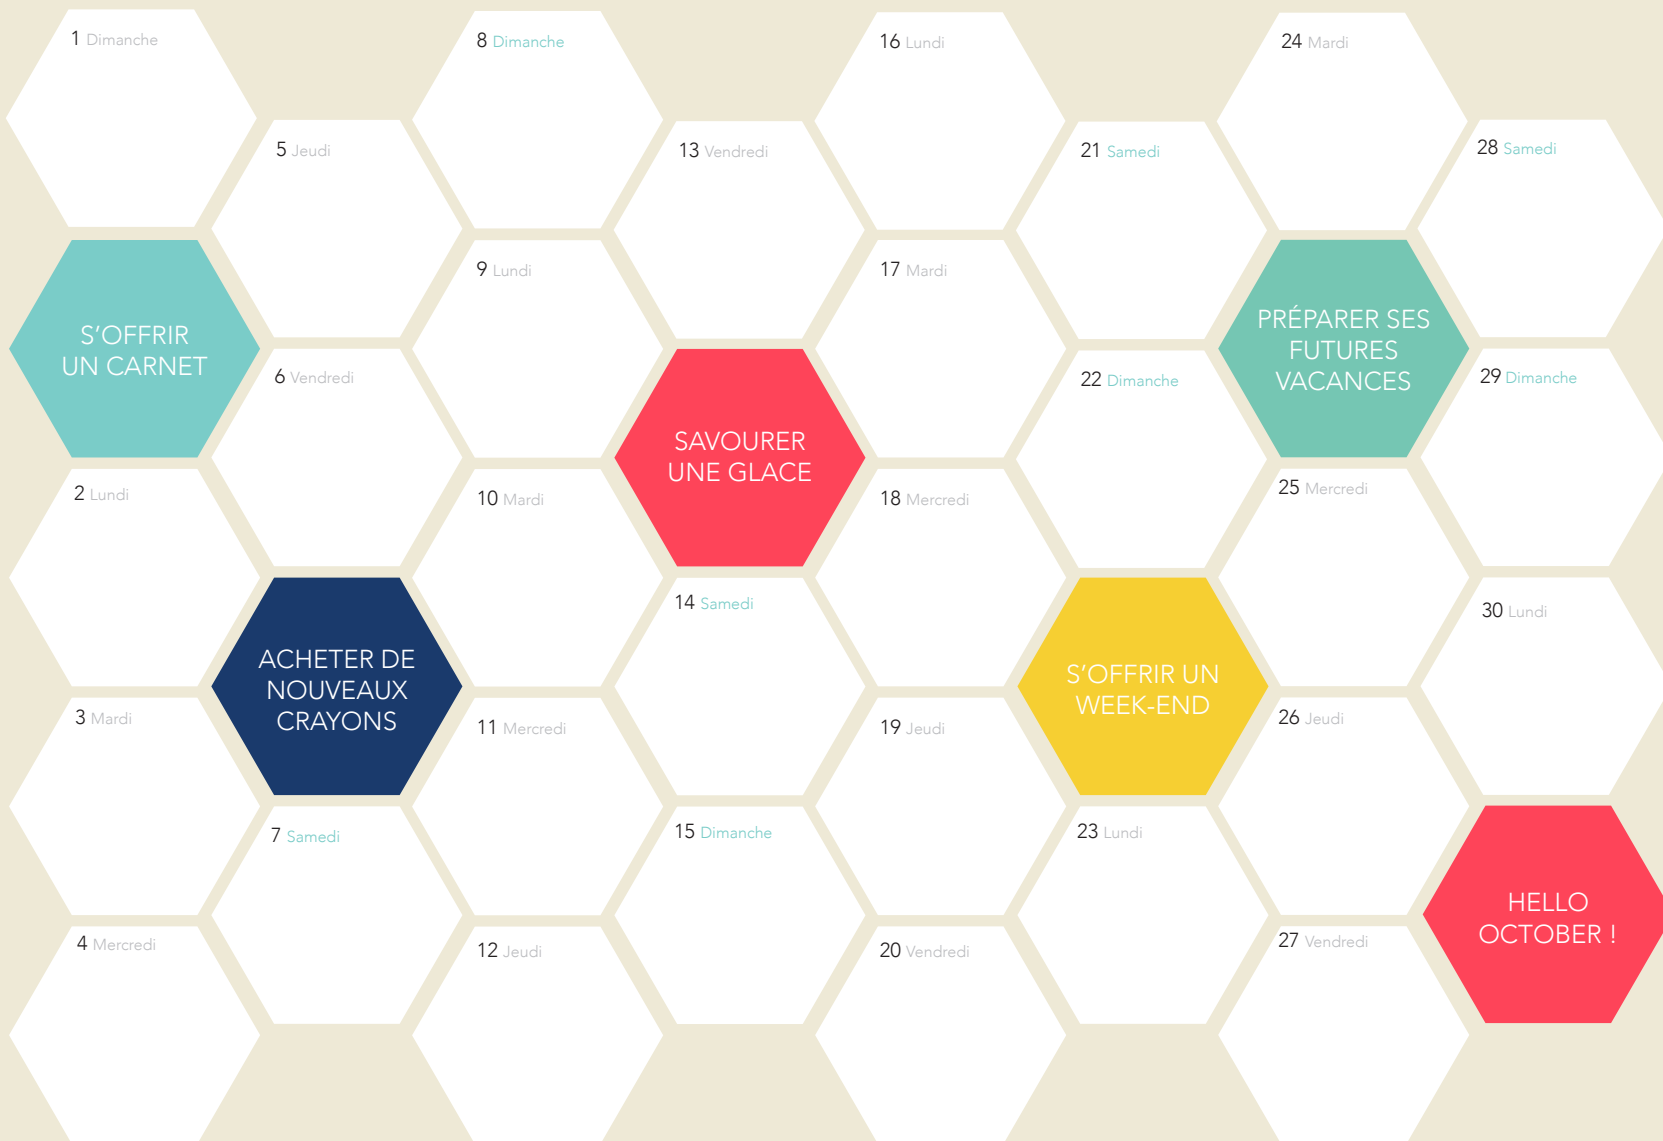 1 Dimanche
S'OFFRIR
UN CARNET
2 Lundi
3 Mardi
4 Mercredi
5 Jeudi
6 Vendredi
ACHETER DE
NOUVEAUX
CRAYONS
7 Samedi
8 Dimanche
9 Lundi
10 Mardi
11 Mercredi
12 Jeudi
13 Vendredi
SAVOURER
UNE GLACE
14 Samedi
15 Dimanche
16 Lundi
17 Mardi
18 Mercredi
19 Jeudi
20 Vendredi
21 Samedi
22 Dimanche
S'OFFRIR UN
WEEK-END
23 Lundi
24 Mardi
PRÉPARER SES
FUTURES
VACANCES
25 Mercredi
26 Jeudi
27 Vendredi
28 Samedi
29 Dimanche
30 Lundi
HELLO
OCTOBER !